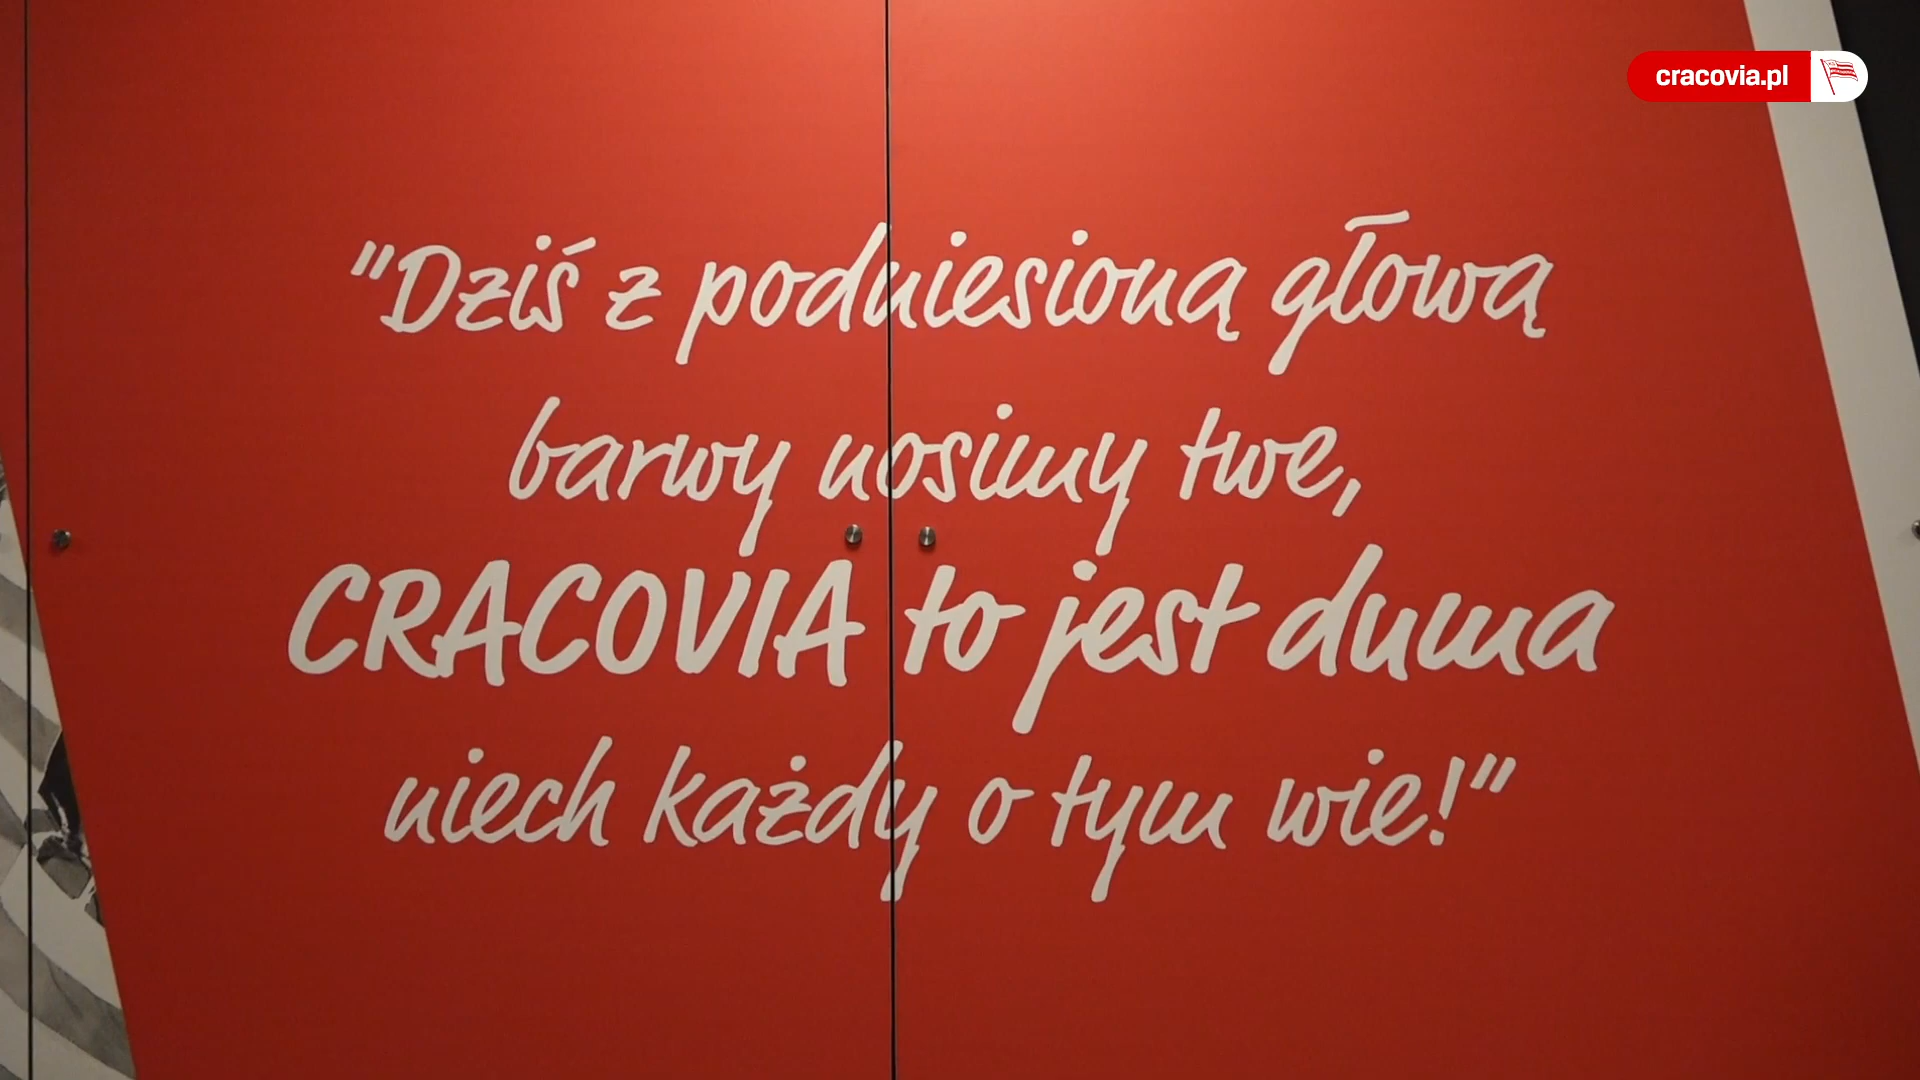 cracovia.pl
"Dziś z podniesioną głową
barwy nosimy twe,
CRACOVIA to jest duma
niech każdy o tym wie!"